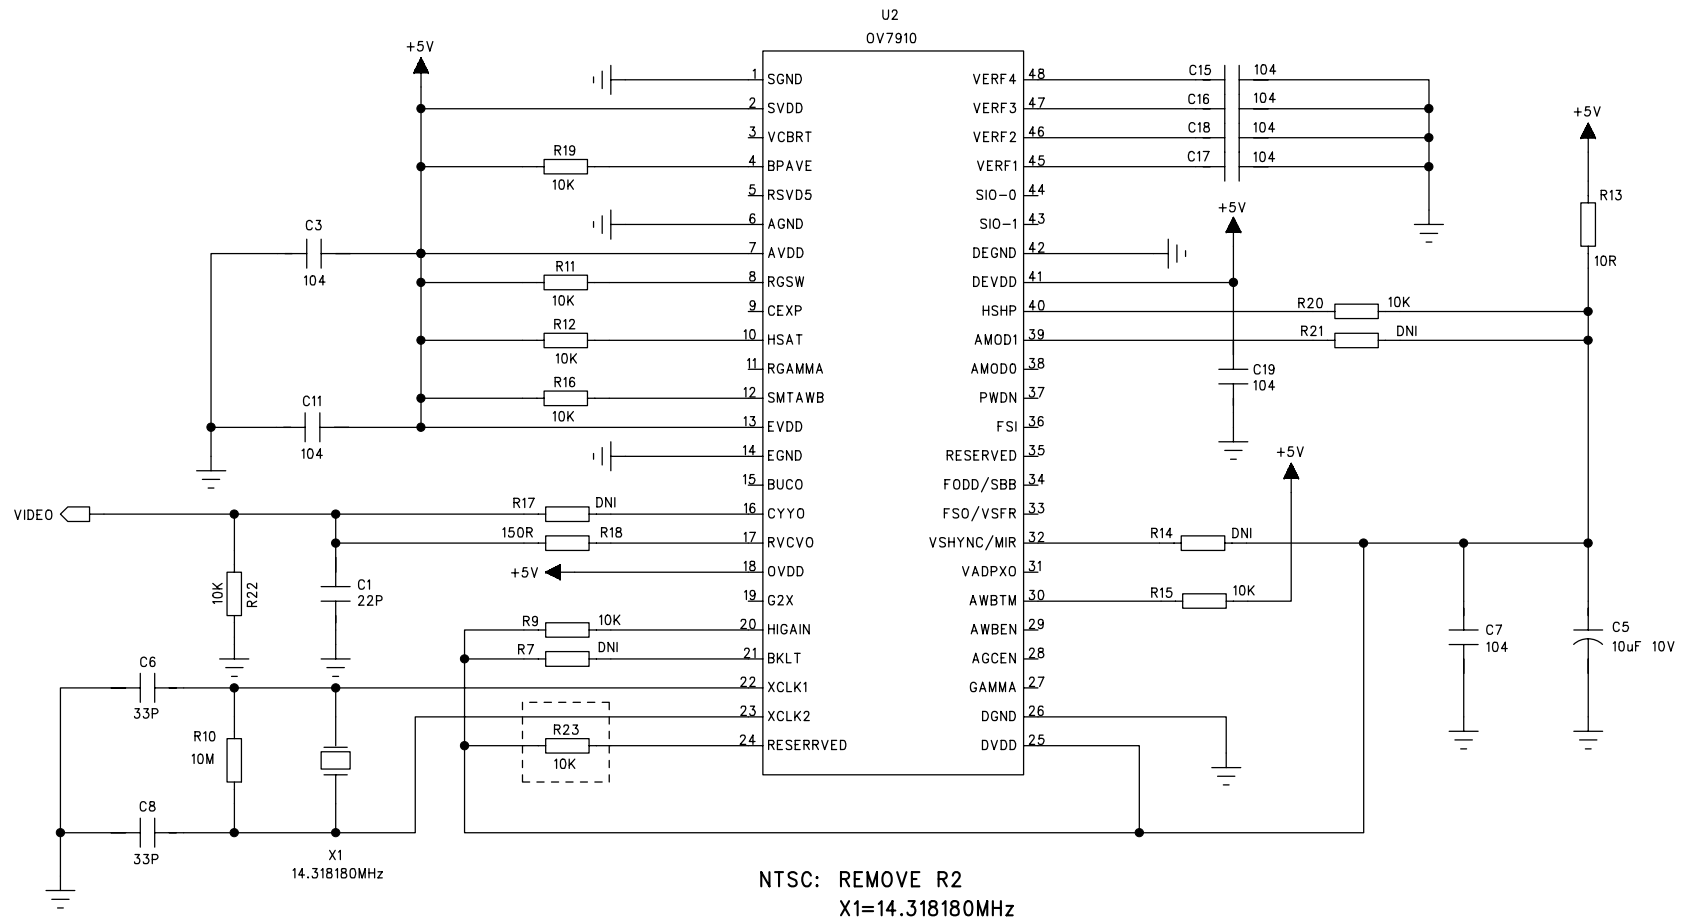 U2
OV7910
+5V
1 SGND
2 SVDD
3 VCBRT
4 BPAVE
5 RSVD5
6 AGND
7 AVDD
8 RGSW
9 CEXP
10 HSAT
11 RGAMMA
12 SMTAWB
13 EVDD
14 EGND
15 BUCO
16 CYYO
17 RVCVO
18 OVDD
19 G2X
20 HIGAIN
21 BKLT
22 XCLK1
23 XCLK2
24 RESERRVED
VERF4 48
VERF3 47
VERF2 46
VERF1 45
SIO-0 44
SIO-1 43
DEGND 42
DEVDD 41
HSHP 40
AMOD1 39
AMOD0 38
PWDN 37
FSI 36
RESERVED 35
FODD/SBB 34
FSO/VSFR 33
VSHYNC/MIR 32
VADPXO 31
AWBTM 30
AWBEN 29
AGCEN 28
GAMMA 27
DGND 26
DVDD 25
R19
10K
C3
104
R11
10K
R12
10K
R16
10K
C11
104
VIDEO
R17 DNI
150R R18
+5V
10K
R22
C1
22P
R9 10K
R7 DNI
C6
33P
R10
10M
R23
10K
C8
33P
X1
14.318180MHz
C15 104
C16 104
C18 104
C17 104
+5V
R13
10R
+5V
R20 10K
R21 DNI
C19
104
+5V
R14 DNI
R15 10K
C7
104
C5
10uF 10V
NTSC: REMOVE R2
X1=14.318180MHz